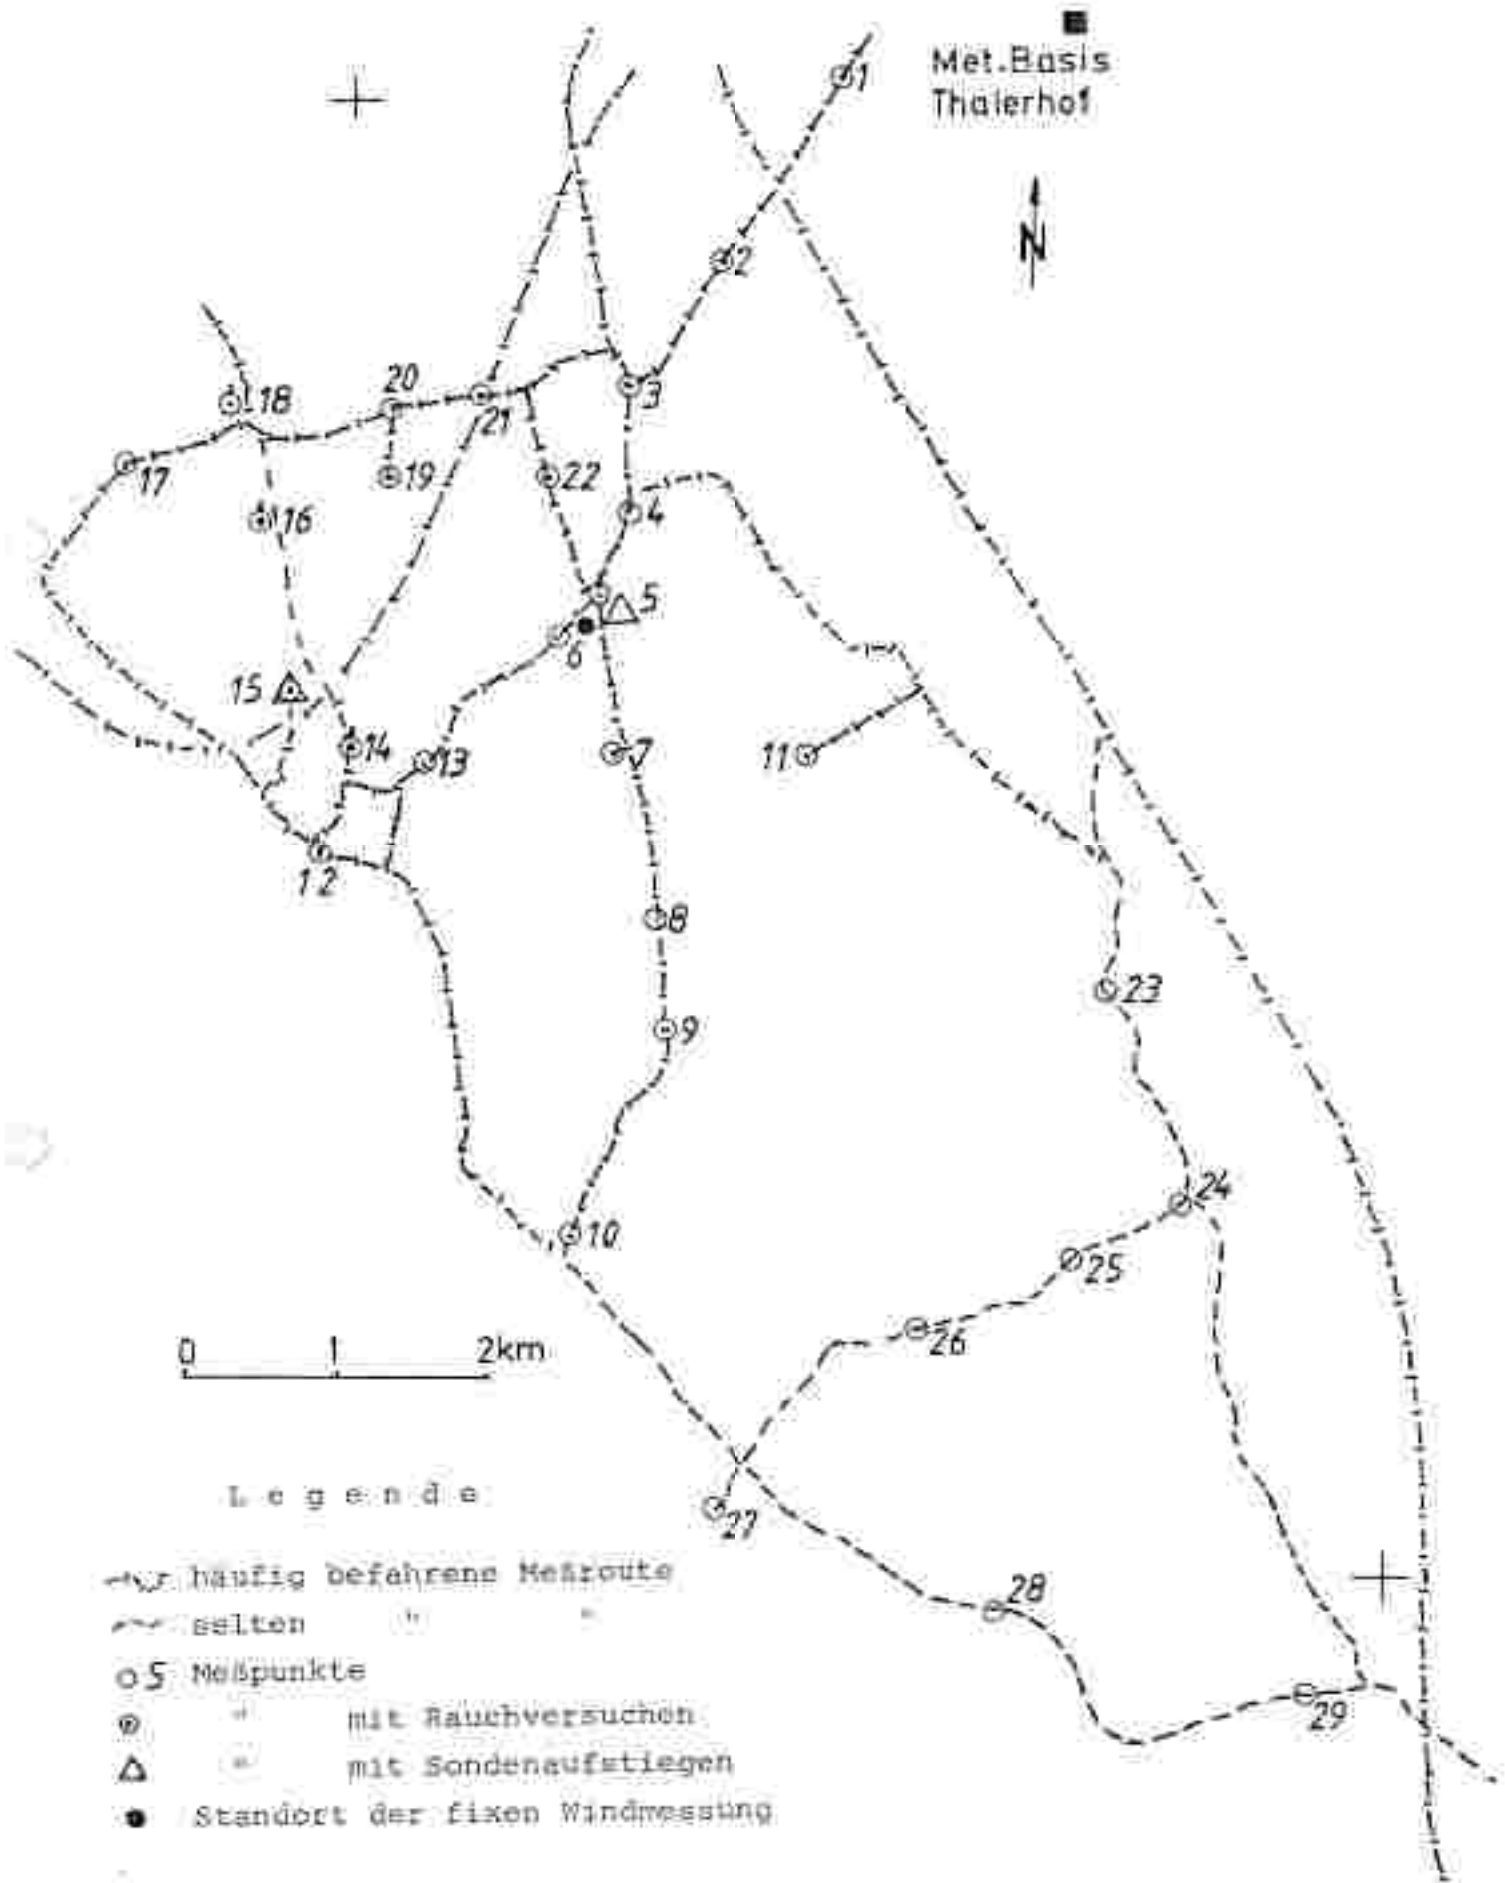 Met.Basis
Thalerhof
1
N
2
18
20
3
21
17
19
22
16
4
5
6
15
14
13
7
11
12
8
23
9
24
10
25
0 1 2km
26
Legende
27
häufig befahrene Meßroute
28
selten " "
5 Meßpunkte
" mit Rauchversuchen
29
" mit Sondenaufstiegen
Standort der fixen Windmessung